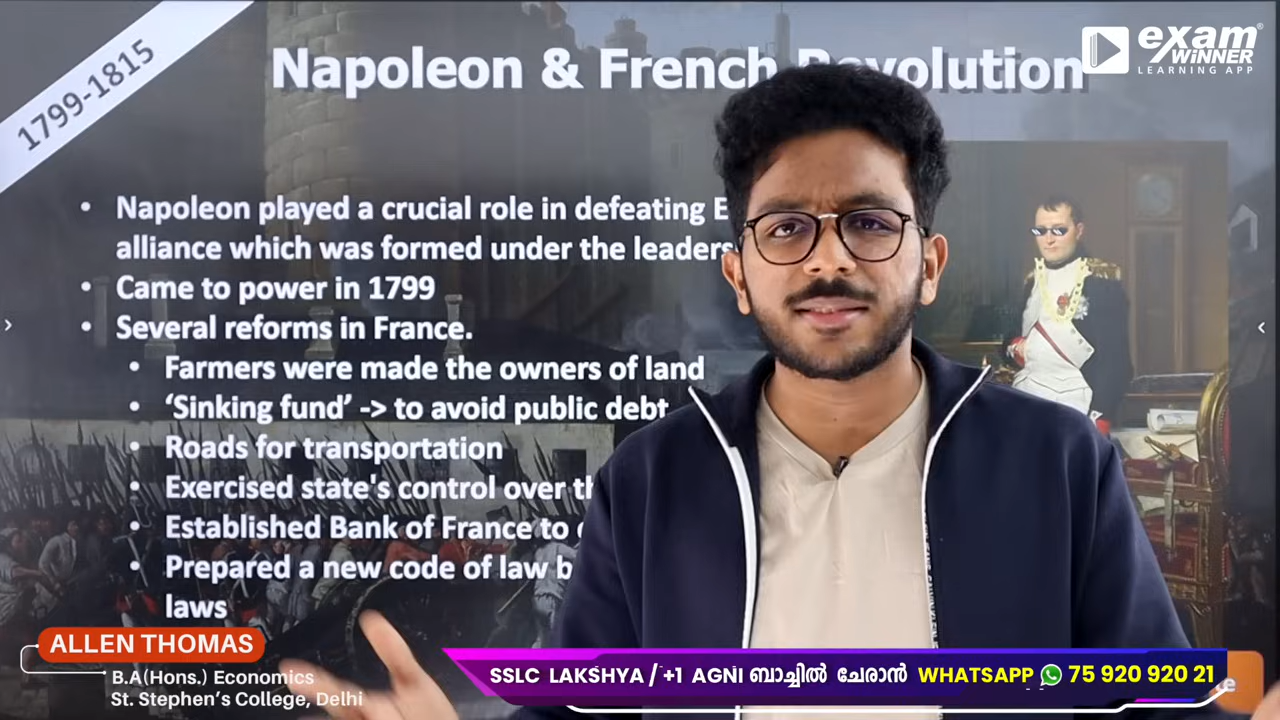 1799-1815
Napoleon & French Revolution
exam
WINNER
LEARNING APP
Napoleon played a crucial role in defeating
alliance which was formed under the
Came to power in 1799
Several reforms in France.
Farmers were made the owners of land
‘Sinking fund’ -> to avoid public debt
Roads for transportation
Exercised state's control over
Established Bank of France to
Prepared a new code of law
laws
ALLEN THOMAS
B.A(Hons.) Economics
St. Stephen's College, Delhi
SSLC LAKSHYA / +1 AGNI ബാച്ചിൽ ചേരാൻ WHATSAPP 75 920 920 21